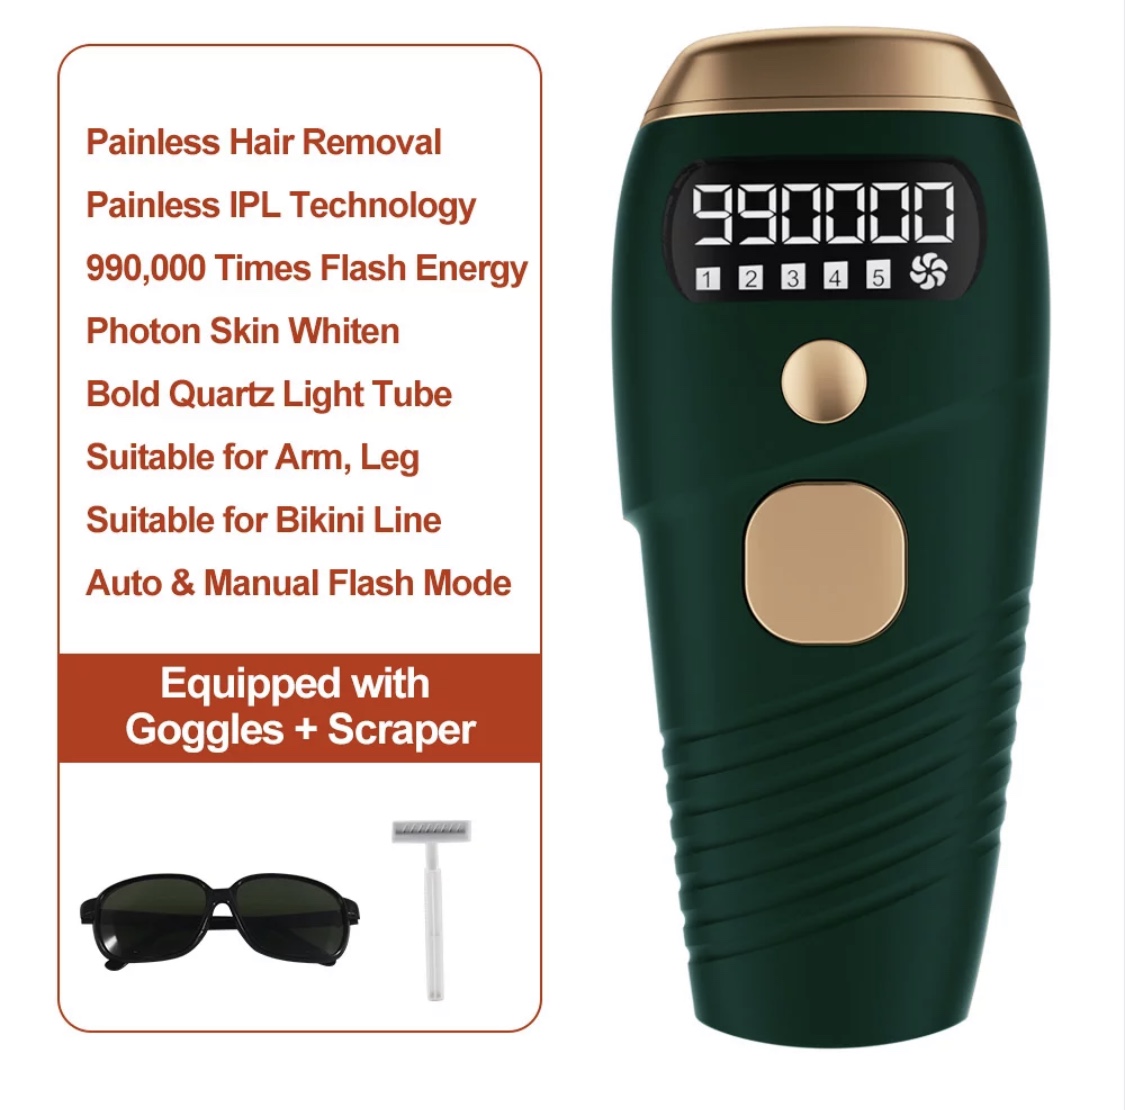 Painless Hair Removal
Painless IPL Technology
990,000 Times Flash Energy
Photon Skin Whiten
Bold Quartz Light Tube
Suitable for Arm, Leg
Suitable for Bikini Line
Auto & Manual Flash Mode
Equipped with
Goggles + Scraper
990000
1 2 3 4 5